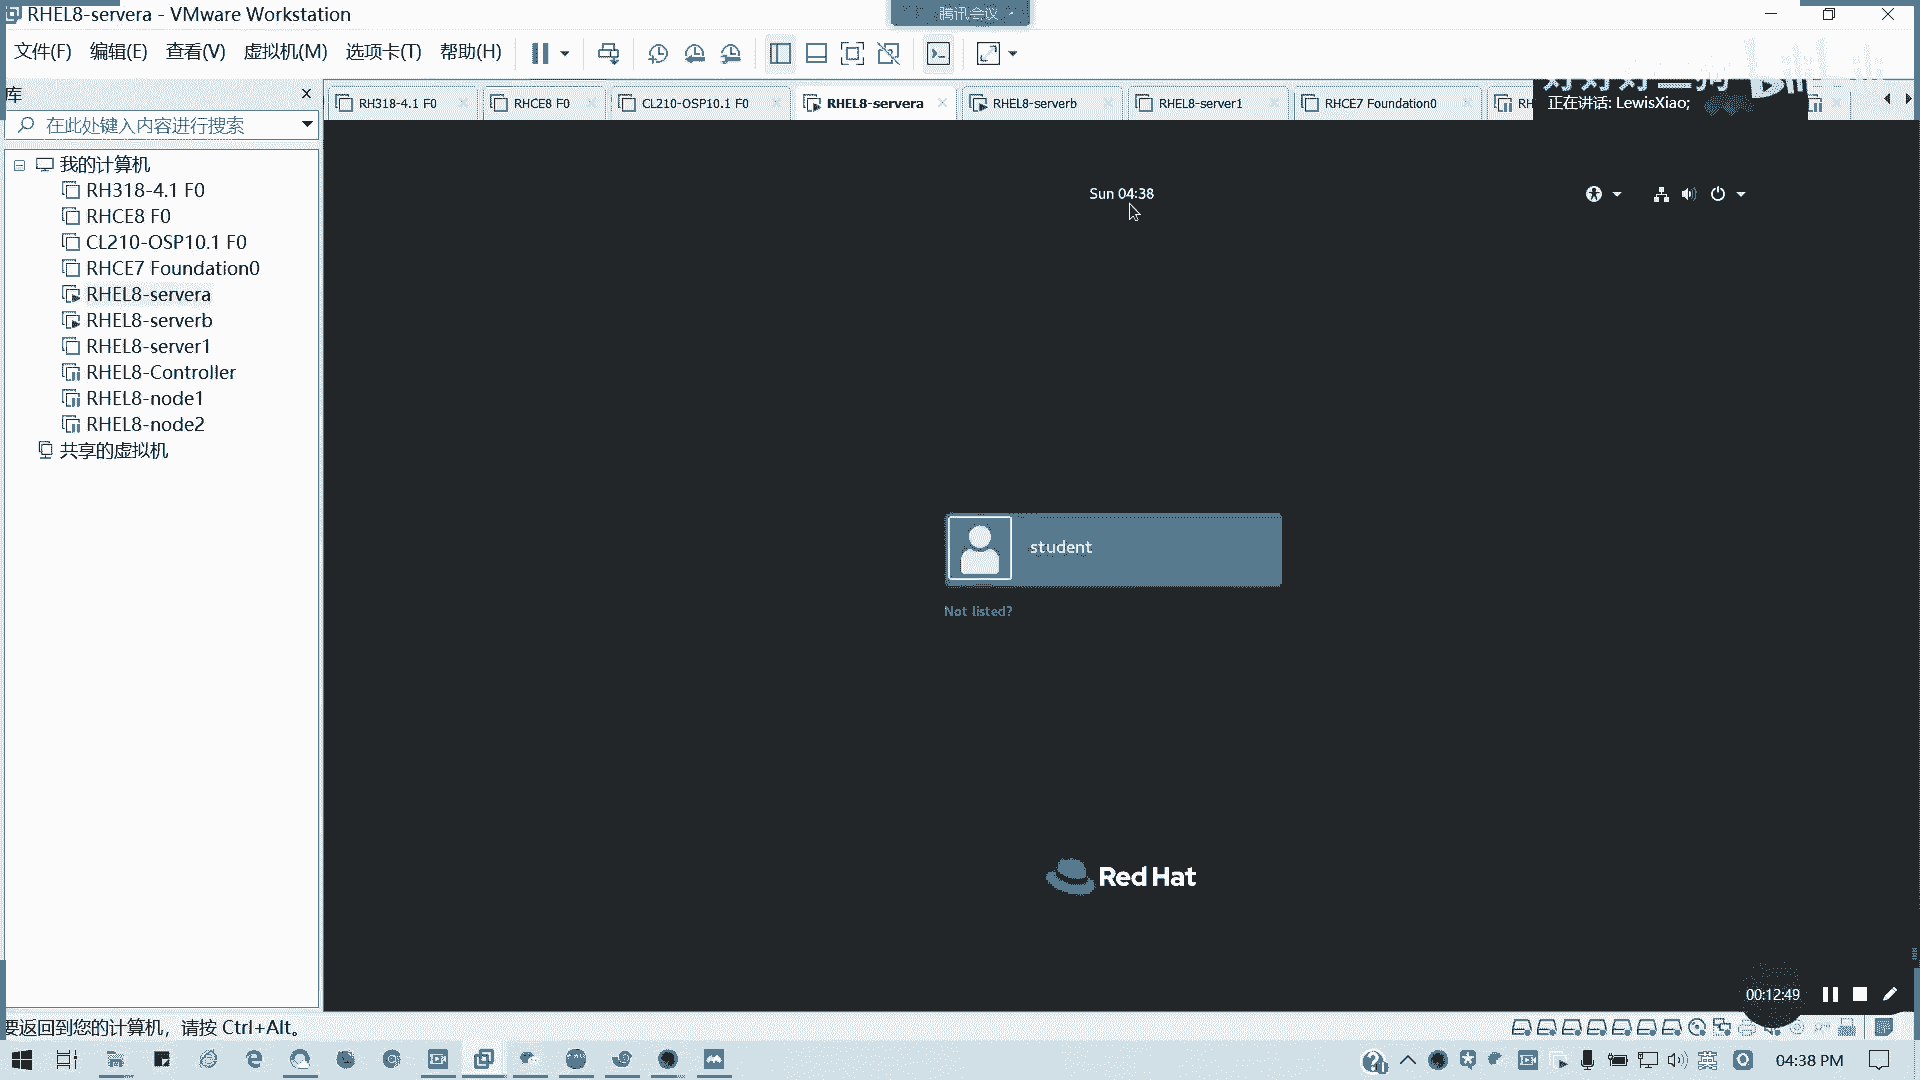 RHEL8-servera - VMware Workstation
腾讯会议
文件(F) 编辑(E) 查看(V) 虚拟机(M) 选项卡(T) 帮助(H)
库
在此处键入内容进行搜索
我的计算机
RH318-4.1 F0
RHCE8 F0
CL210-OSP10.1 F0
RHCE7 Foundation0
RHEL8-servera
RHEL8-serverb
RHEL8-server1
RHEL8-Controller
RHEL8-node1
RHEL8-node2
共享的虚拟机
RH318-4.1 F0 RHCE8 F0 CL210-OSP10.1 F0 RHEL8-servera RHEL8-serverb RHEL8-server1 RHCE7 Foundation0 RH
正在讲话: LewisXiao;
Sun 04:38
student
Not listed?
Red Hat
00:12:49
要返回到您的计算机，请按 Ctrl+Alt。
英
04:38 PM